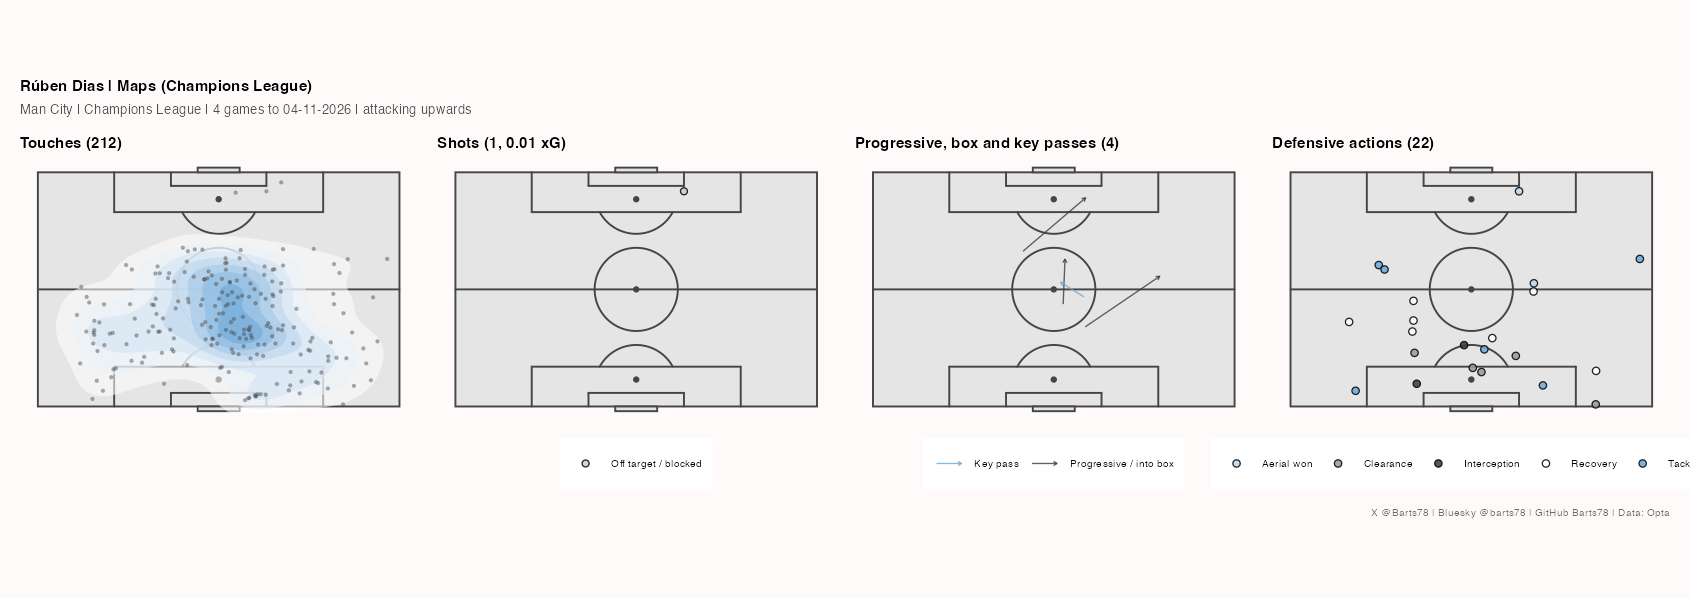 Rúben Dias | Maps (Champions League)
Man City | Champions League | 4 games to 04-11-2026 | attacking upwards
Touches (212)
Shots (1, 0.01 xG)
Progressive, box and key passes (4)
Defensive actions (22)
Off target / blocked
Key pass
Progressive / into box
Aerial won
Clearance
Interception
Recovery
Tack
X @Barts78 | Bluesky @barts78 | GitHub Barts78 | Data: Opta